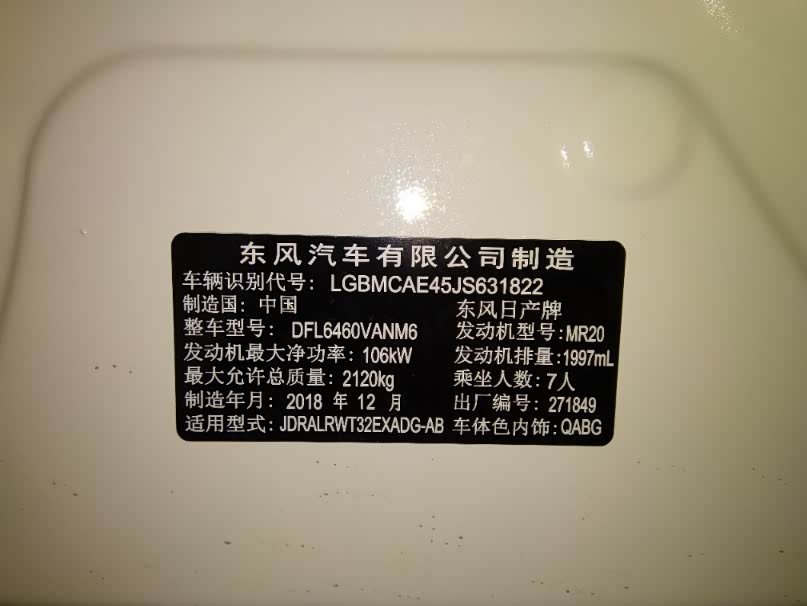 东风汽车有限公司制造
车辆识别代号: LGBMCAE45JS631822
制造国: 中国 东风日产牌
整车型号: DFL6460VANM6 发动机型号:MR20
发动机最大净功率: 106kW 发动机排量:1997mL
最大允许总质量: 2120kg 乘坐人数: 7人
制造年月: 2018 年 12 月 出厂编号: 271849
适用型式: JDRALRWT32EXADG-AB 车体色内饰:QABG